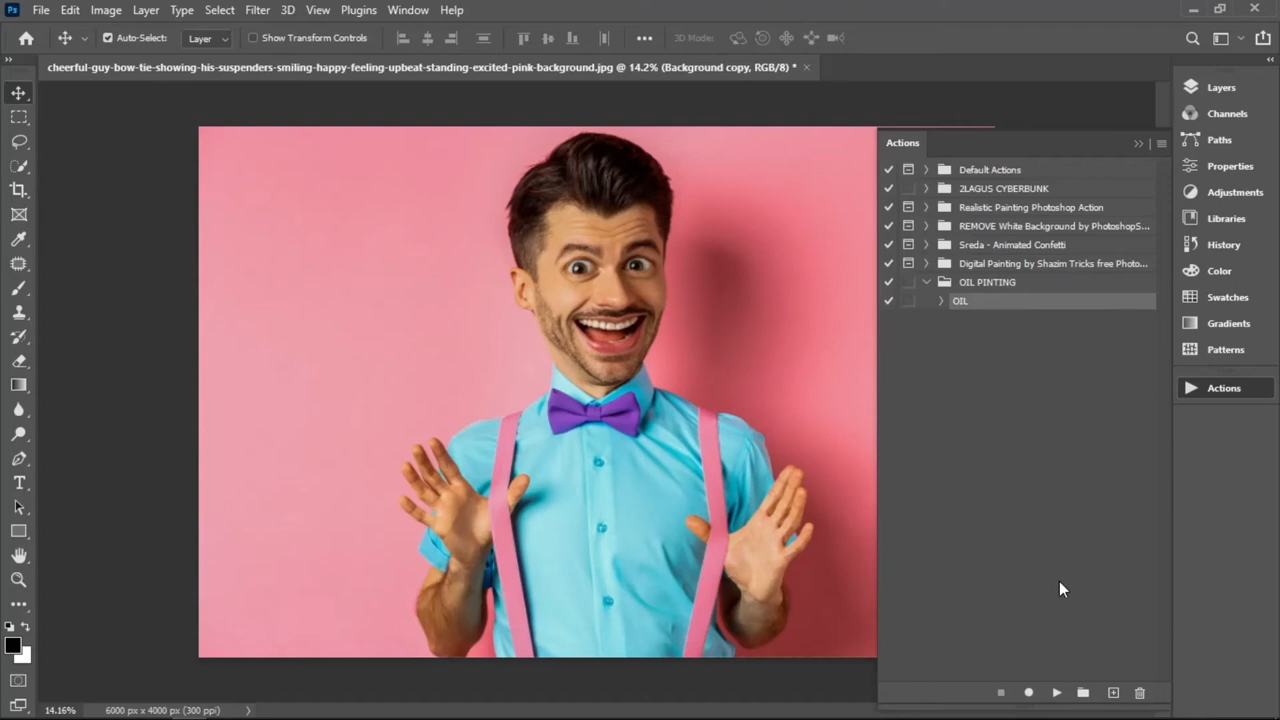 Ps File Edit Image Layer Type Select Filter 3D View Plugins Window Help
Auto-Select: Layer Show Transform Controls 3D Mode:
cheerful-guy-bow-tie-showing-his-suspenders-smiling-happy-feeling-upbeat-standing-excited-pink-background.jpg @ 14.2% (Background copy, RGB/8) *
Actions
Default Actions
2LAGUS CYBERBUNK
Realistic Painting Photoshop Action
REMOVE White Background by PhotoshopS...
Sreda - Animated Confetti
Digital Painting by Shazim Tricks free Photo...
OIL PINTING
OIL
Layers
Channels
Paths
Properties
Adjustments
Libraries
History
Color
Swatches
Gradients
Patterns
Actions
14.16% 6000 px x 4000 px (300 ppi)